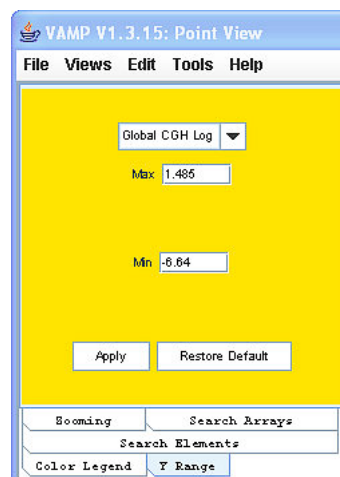 VAMP V1.3.15: Point View
File Views Edit Tools Help
Global CGH Log
Max 1.485
Min -6.64
Apply Restore Default
Zooming Search Arrays
Search Elements
Color Legend Y Range